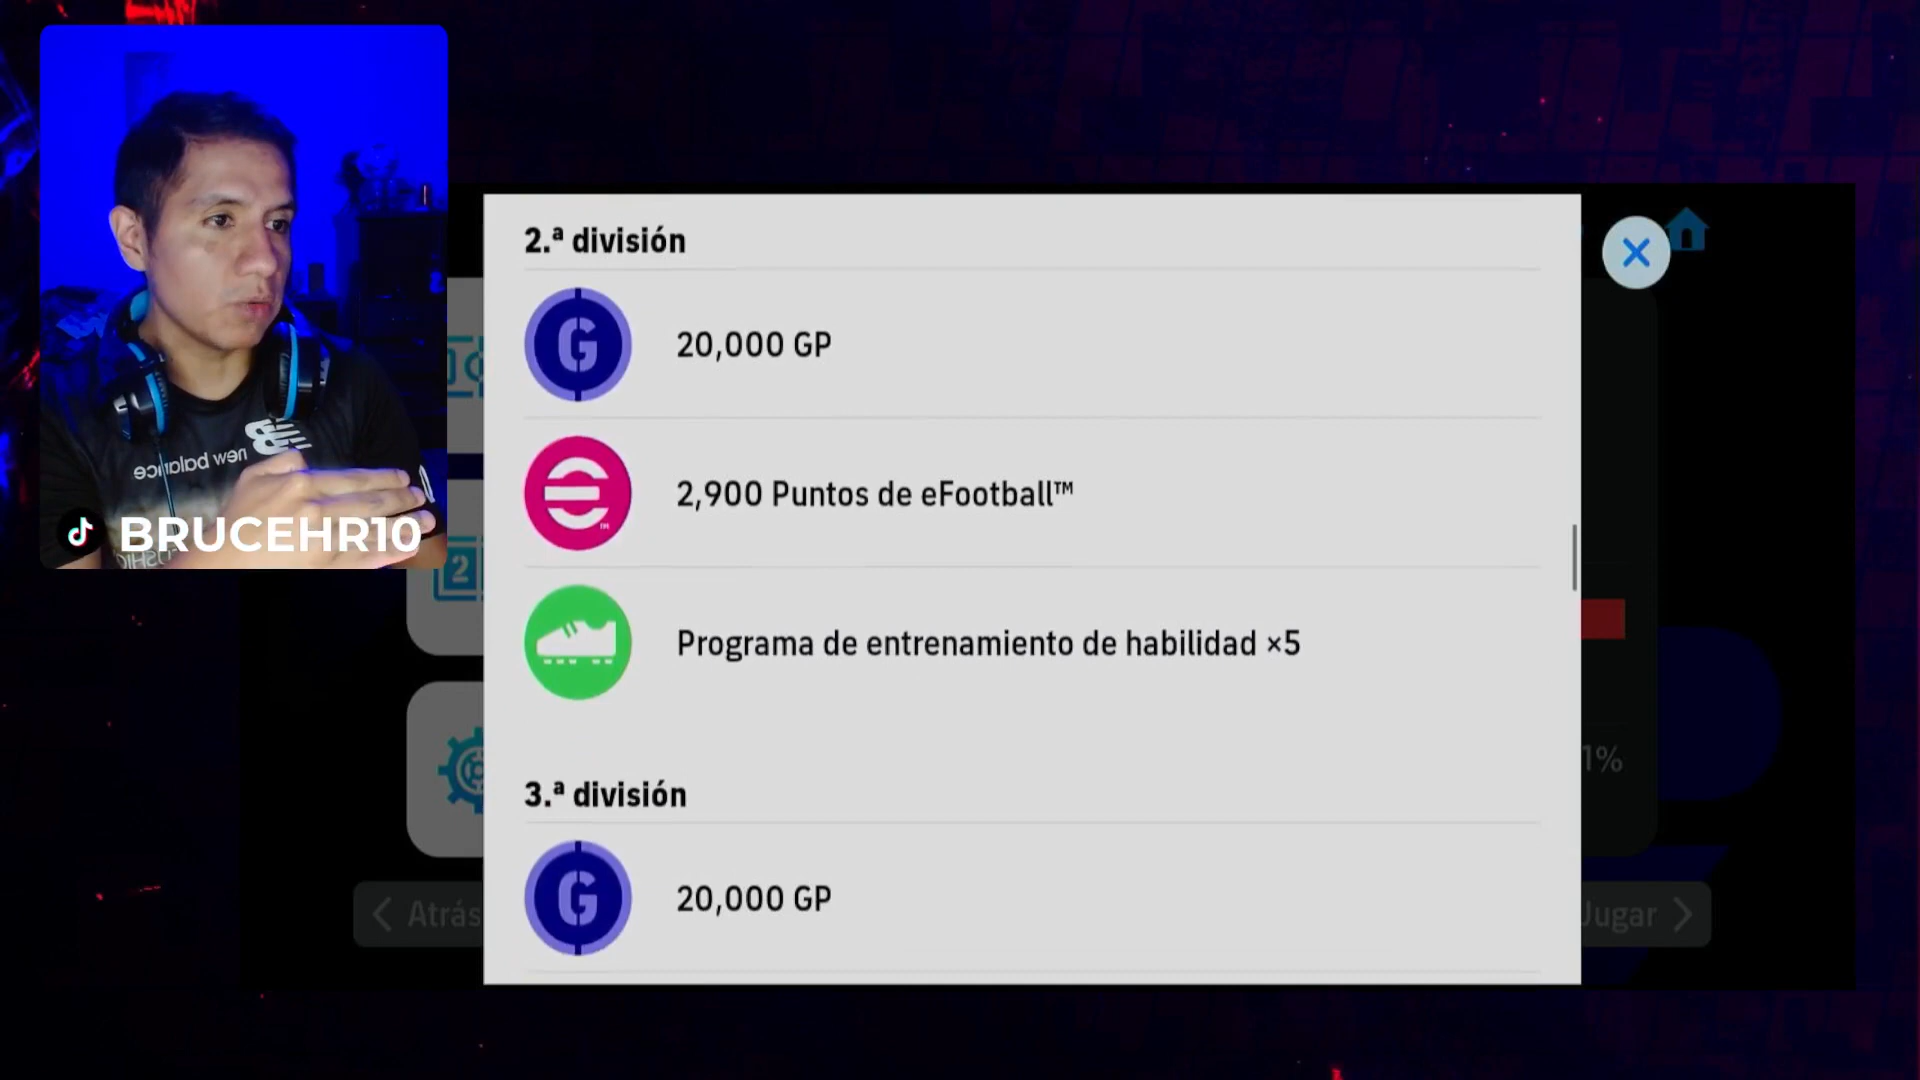 2.ª división
20,000 GP
2,900 Puntos de eFootball™
Programa de entrenamiento de habilidad ×5
3.ª división
20,000 GP
new balance
BRUCEHR10
2
1%
Atrás
Jugar